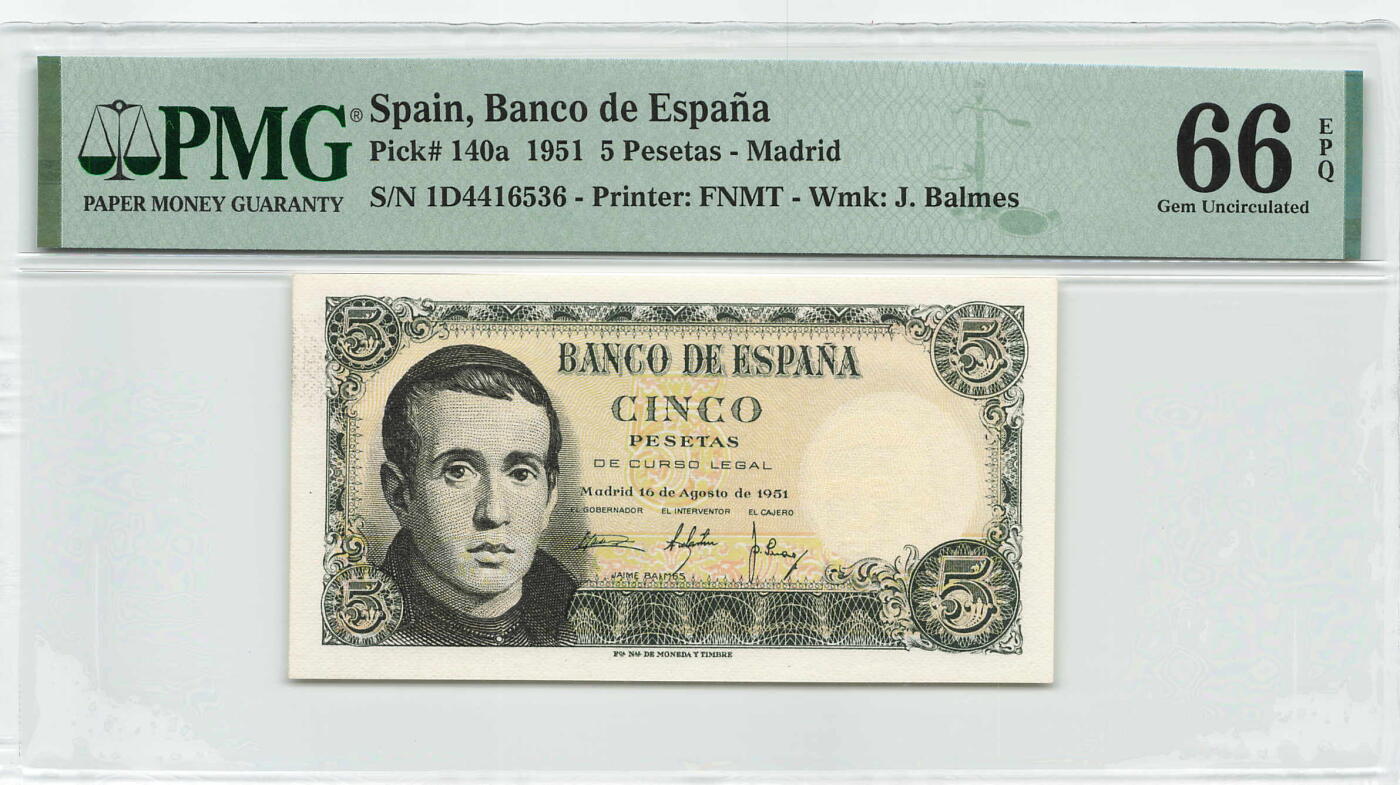 PMG®
PAPER MONEY GUARANTY
Spain, Banco de España
Pick# 140a 1951 5 Pesetas - Madrid
S/N 1D4416536 - Printer: FNMT - Wmk: J. Balmes
66
EPQ
Gem Uncirculated
5
5
BANCO DE ESPAÑA
CINCO
PESETAS
DE CURSO LEGAL
Madrid 16 de Agosto de 1951
EL GOBERNADOR EL INTERVENTOR EL CAJERO
JAIME BALMES
5
5
Fca. Nal. DE MONEDA Y TIMBRE